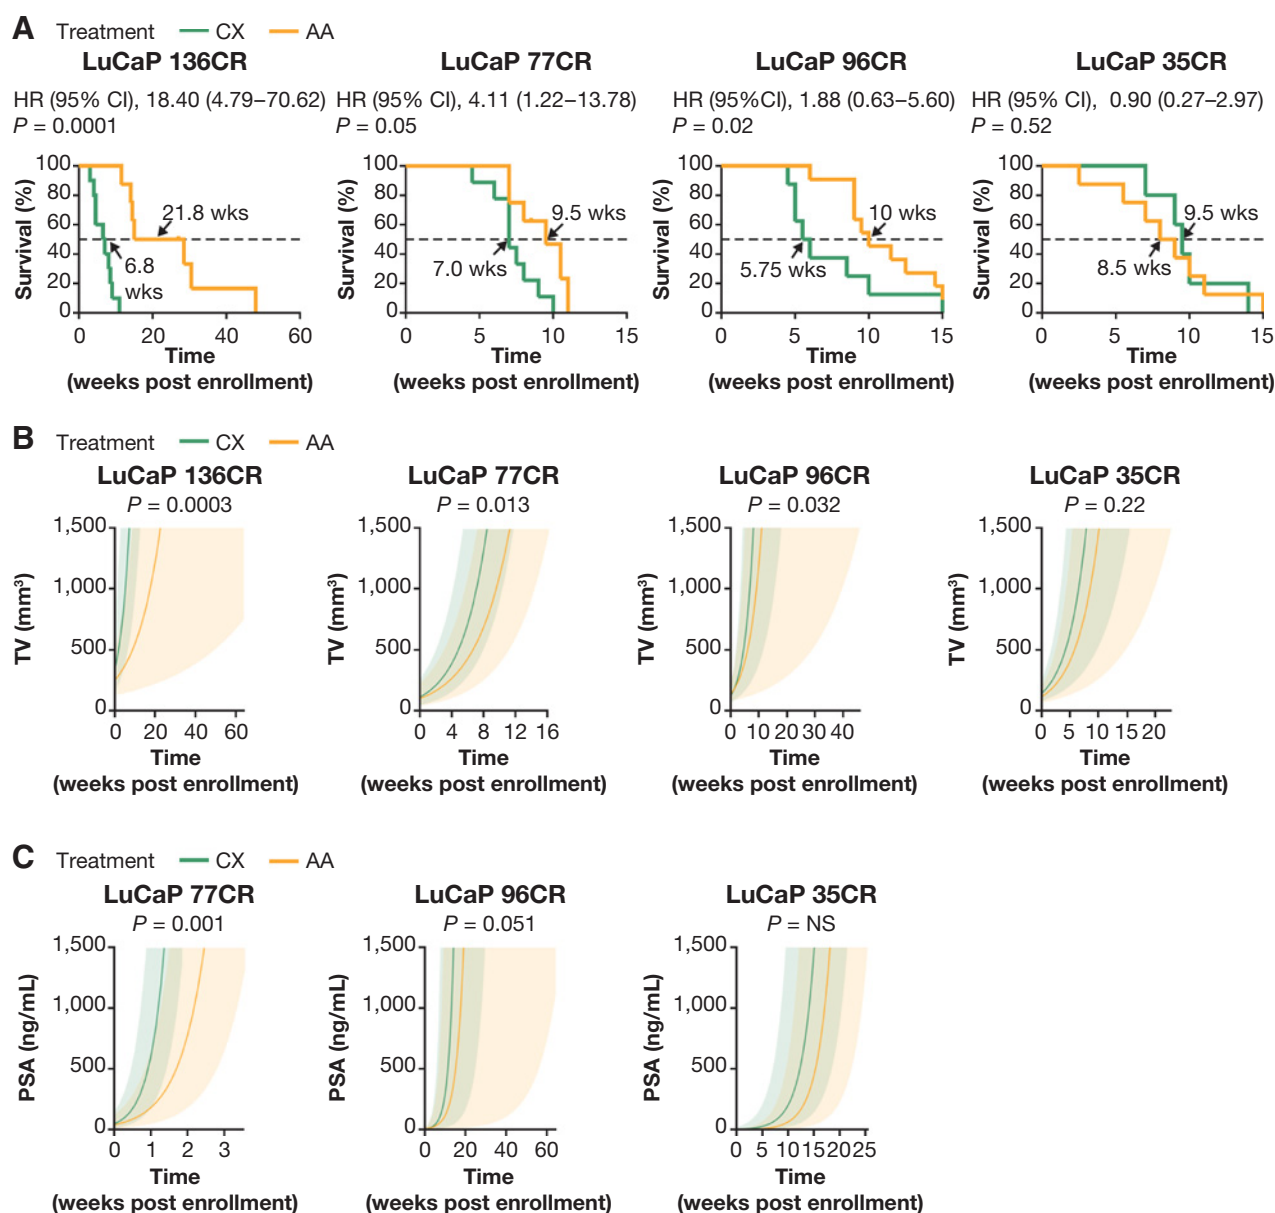 A Treatment CX AA
LuCaP 136CR
HR (95% CI), 18.40 (4.79–70.62)
P = 0.0001
100
80
60
40
20
0
Survival (%)
21.8 wks
6.8
wks
0 20 40 60
Time
(weeks post enrollment)
LuCaP 77CR
HR (95% CI), 4.11 (1.22–13.78)
P = 0.05
100
80
60
40
20
0
Survival (%)
9.5 wks
7.0 wks
0 5 10 15
Time
(weeks post enrollment)
LuCaP 96CR
HR (95%CI), 1.88 (0.63–5.60)
P = 0.02
100
80
60
40
20
0
Survival (%)
10 wks
5.75 wks
0 5 10 15
Time
(weeks post enrollment)
LuCaP 35CR
HR (95% CI), 0.90 (0.27–2.97)
P = 0.52
100
80
60
40
20
0
Survival (%)
9.5 wks
8.5 wks
0 5 10 15
Time
(weeks post enrollment)
B Treatment CX AA
LuCaP 136CR
P = 0.0003
1,500
1,000
500
0
TV (mm³)
0 20 40 60
Time
(weeks post enrollment)
LuCaP 77CR
P = 0.013
1,500
1,000
500
0
TV (mm³)
0 4 8 12 16
Time
(weeks post enrollment)
LuCaP 96CR
P = 0.032
1,500
1,000
500
0
TV (mm³)
0 10 20 30 40
Time
(weeks post enrollment)
LuCaP 35CR
P = 0.22
1,500
1,000
500
0
TV (mm³)
0 5 10 15 20
Time
(weeks post enrollment)
C Treatment CX AA
LuCaP 77CR
P = 0.001
1,500
1,000
500
0
PSA (ng/mL)
0 1 2 3
Time
(weeks post enrollment)
LuCaP 96CR
P = 0.051
1,500
1,000
500
0
PSA (ng/mL)
0 20 40 60
Time
(weeks post enrollment)
LuCaP 35CR
P = NS
1,500
1,000
500
0
PSA (ng/mL)
0 5 10 15 20 25
Time
(weeks post enrollment)